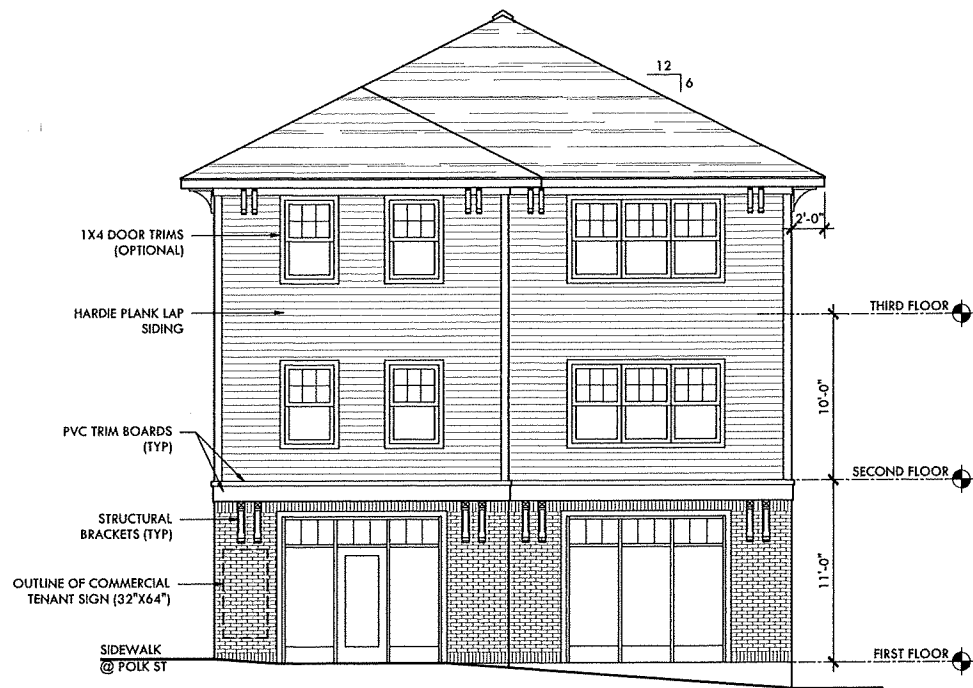 12
6
2'-0"
1X4 DOOR TRIMS
(OPTIONAL)
HARDIE PLANK LAP
SIDING
THIRD FLOOR
10'-0"
PVC TRIM BOARDS
(TYP)
SECOND FLOOR
STRUCTURAL
BRACKETS (TYP)
11'-0"
OUTLINE OF COMMERCIAL
TENANT SIGN (32"X64")
SIDEWALK
@ POLK ST
FIRST FLOOR